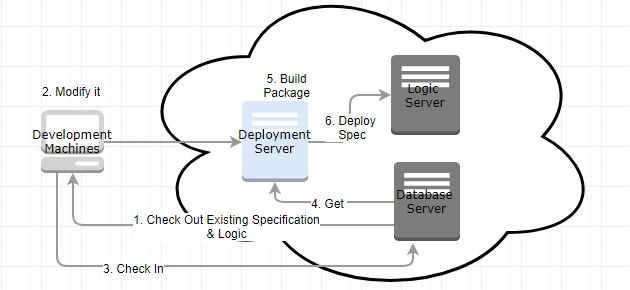 5. Build
Package
2. Modify it
Logic
Server
6. Deploy
Spec
Development
Machines
Deployment
Server
Database
Server
4. Get
1. Check Out Existing Specification
& Logic
3. Check In